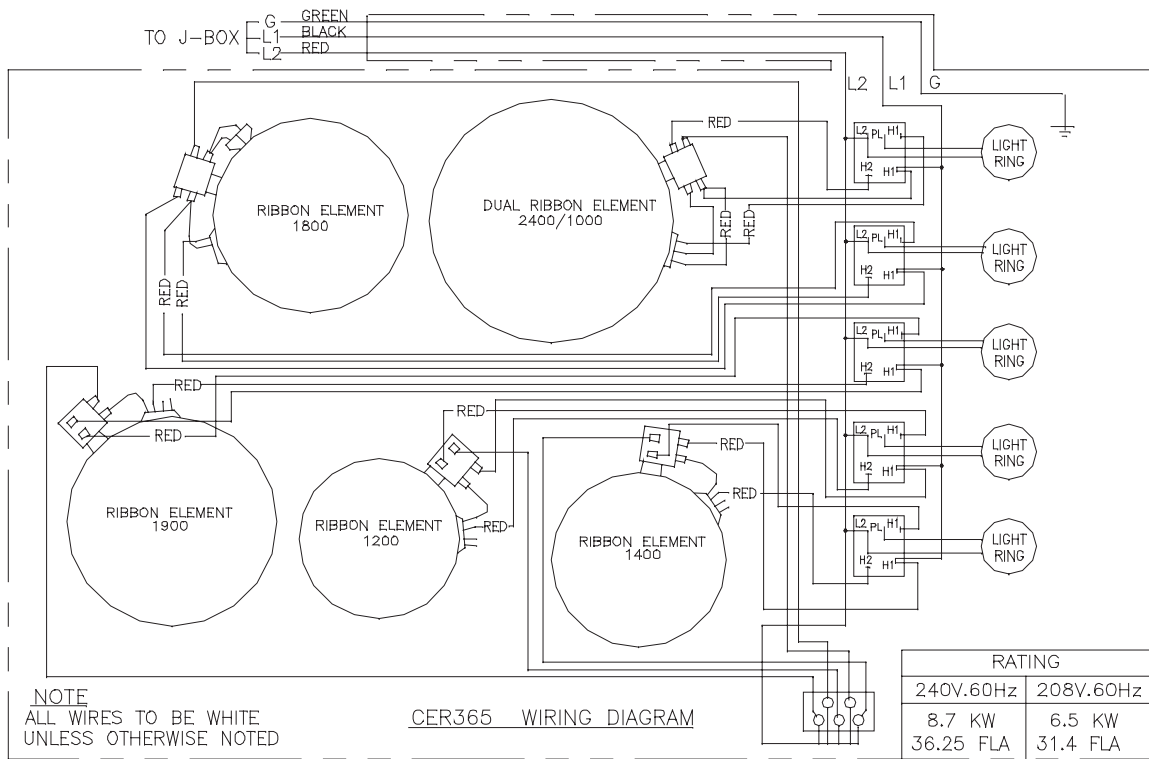 TO J-BOX
G GREEN
L1 BLACK
L2 RED
L2 L1 G
RED
RIBBON ELEMENT
1800
DUAL RIBBON ELEMENT
2400/1000
RED
RED
RED
RED
RED
L2 PL H1
H2 H1
LIGHT
RING
L2 PL H1
H2 H1
LIGHT
RING
L2 PL H1
H2 H1
LIGHT
RING
RED
RED
RIBBON ELEMENT
1900
RED
RED
RIBBON ELEMENT
1200
RED
RED
RIBBON ELEMENT
1400
L2 PL H1
H2 H1
LIGHT
RING
L2 PL H1
H2 H1
LIGHT
RING
NOTE
ALL WIRES TO BE WHITE
UNLESS OTHERWISE NOTED
CER365 WIRING DIAGRAM
RATING
240V.60Hz 208V.60Hz
8.7 KW 6.5 KW
36.25 FLA 31.4 FLA